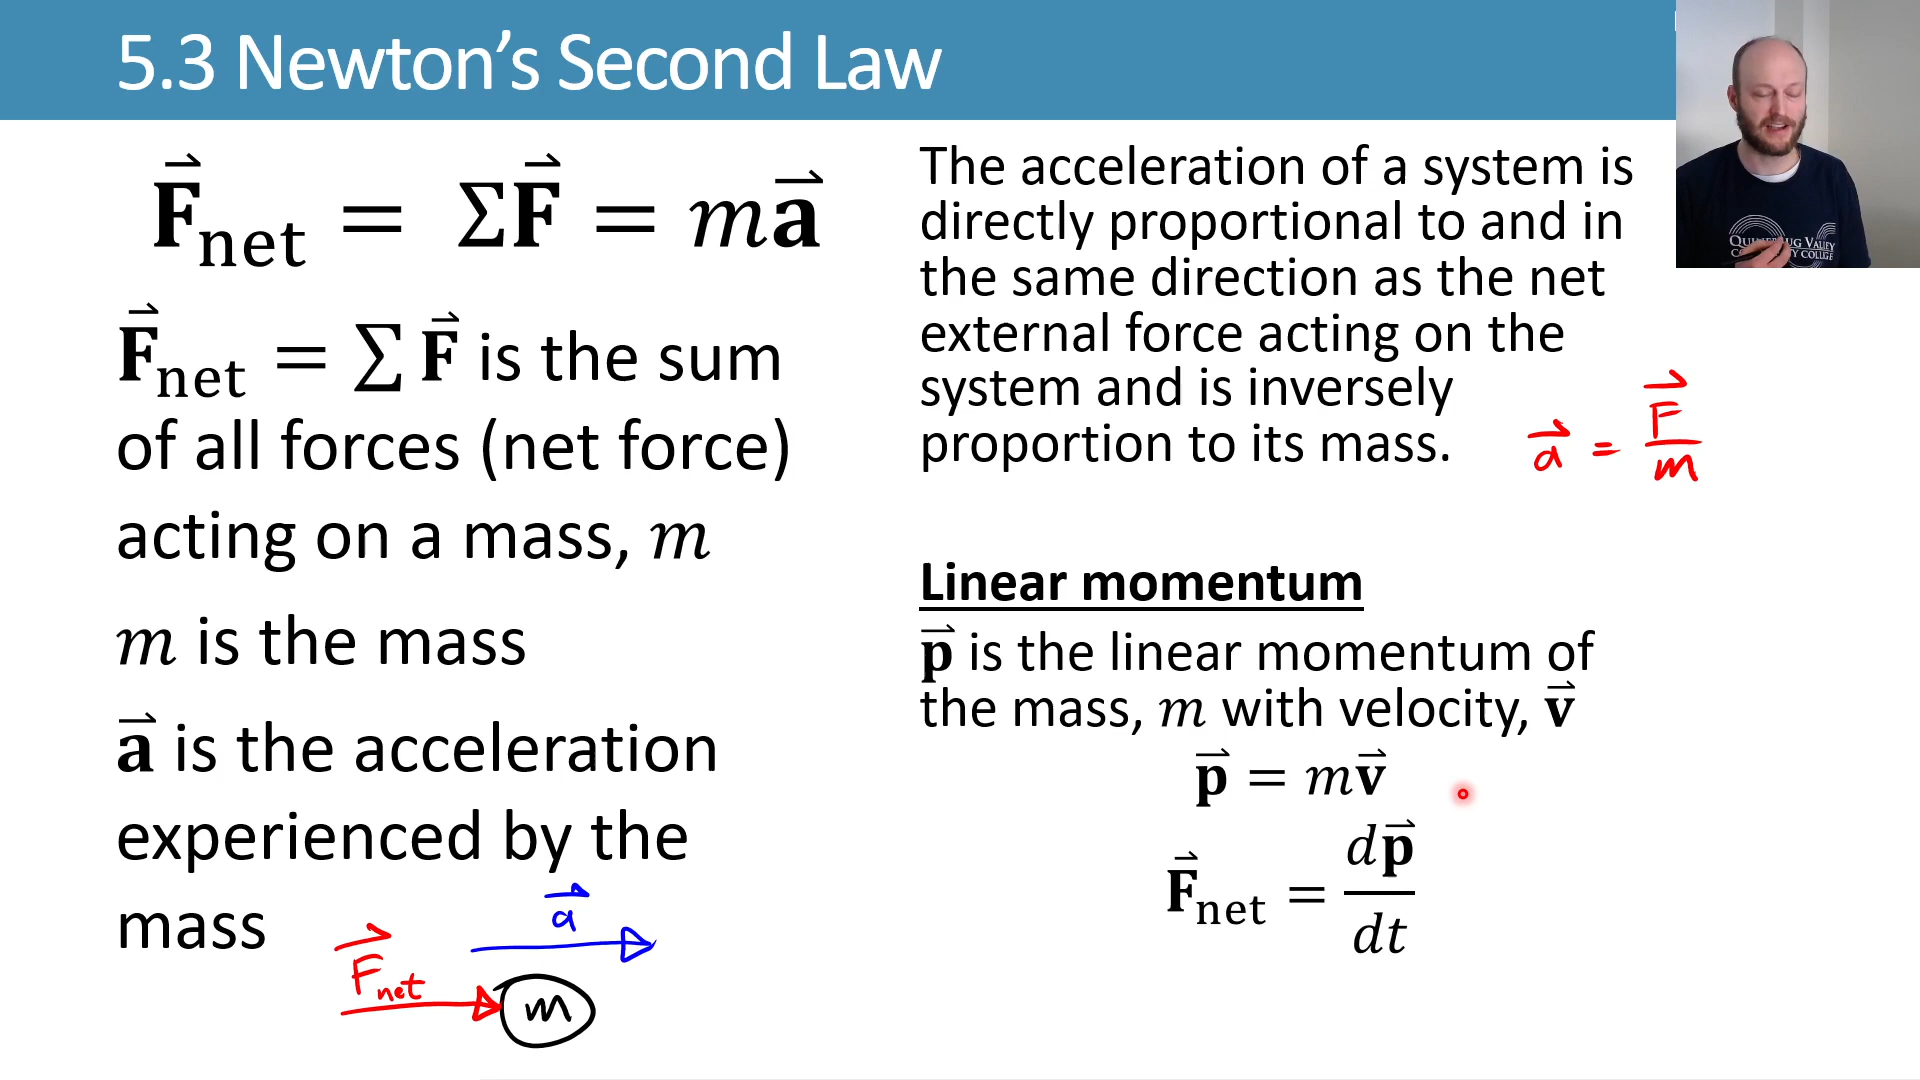 5.3 Newton’s Second Law
F⃗net = ΣF⃗ = ma⃗
F⃗net = ∑ F⃗ is the sum
of all forces (net force)
acting on a mass, m
m is the mass
a⃗ is the acceleration
experienced by the
mass
F⃗net
a⃗
m
The acceleration of a system is
directly proportional to and in
the same direction as the net
external force acting on the
system and is inversely
proportion to its mass.
a⃗ = F⃗/m
Linear momentum
p⃗ is the linear momentum of
the mass, m with velocity, v⃗
p⃗ = mv⃗
F⃗net = dp⃗/dt
VALLEY
COLLEGE